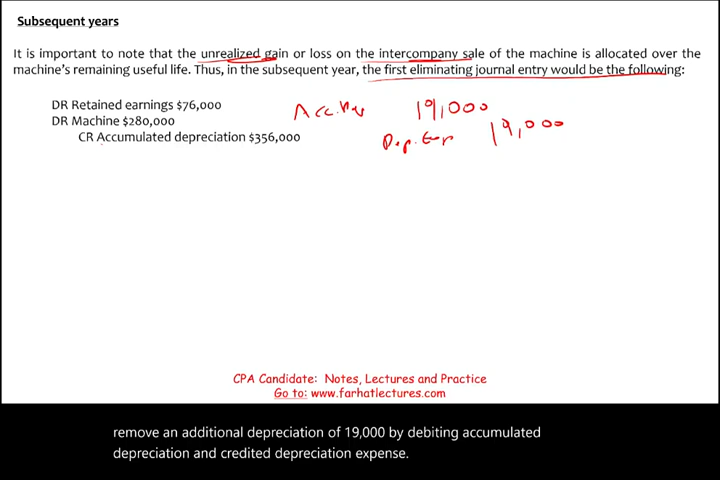 Subsequent years
It is important to note that the unrealized gain or loss on the intercompany sale of the machine is allocated over the
machine's remaining useful life. Thus, in the subsequent year, the first eliminating journal entry would be the following:
DR Retained earnings $76,000
DR Machine $280,000
CR Accumulated depreciation $356,000
Acc. 19,000
Dep. Exp 19,000
CPA Candidate: Notes, Lectures and Practice
Go to: www.farhatlectures.com
remove an additional depreciation of 19,000 by debiting accumulated
depreciation and credited depreciation expense.